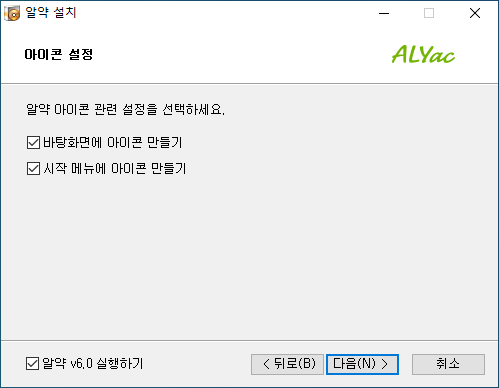 알약 설치
아이콘 설정
ALYac
알약 아이콘 관련 설정을 선택하세요.
바탕화면에 아이콘 만들기
시작 메뉴에 아이콘 만들기
알약 v6.0 실행하기
< 뒤로(B)
다음(N) >
취소